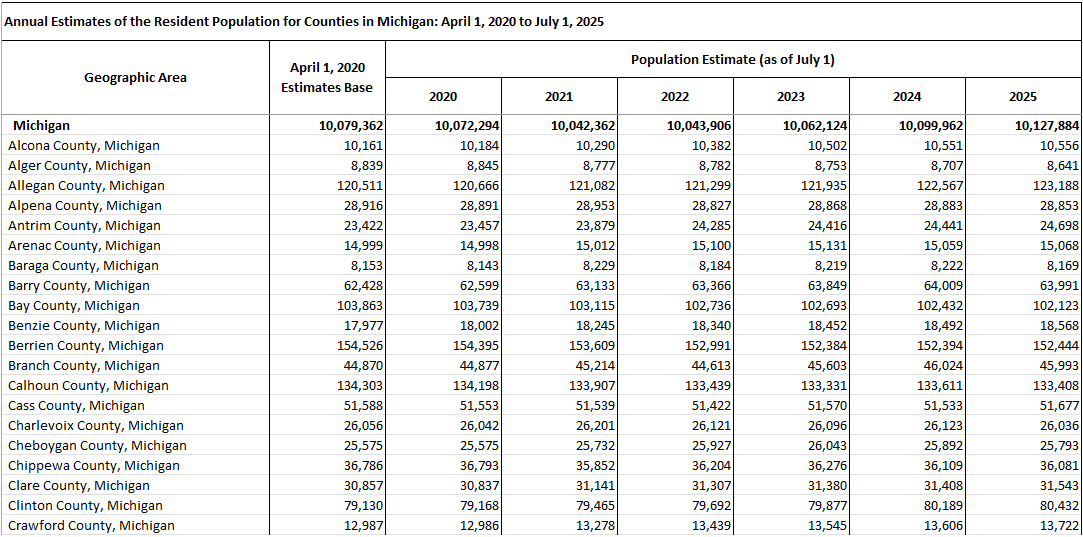 Annual Estimates of the Resident Population for Counties in Michigan: April 1, 2020 to July 1, 2025
Geographic Area April 1, 2020 Estimates Base Population Estimate (as of July 1)
2020 2021 2022 2023 2024 2025
Michigan 10,079,362 10,072,294 10,042,362 10,043,906 10,062,124 10,099,962 10,127,884
Alcona County, Michigan 10,161 10,184 10,290 10,382 10,502 10,551 10,556
Alger County, Michigan 8,839 8,845 8,777 8,782 8,753 8,707 8,641
Allegan County, Michigan 120,511 120,666 121,082 121,299 121,935 122,567 123,188
Alpena County, Michigan 28,916 28,891 28,953 28,827 28,868 28,883 28,853
Antrim County, Michigan 23,422 23,457 23,879 24,285 24,416 24,441 24,698
Arenac County, Michigan 14,999 14,998 15,012 15,100 15,131 15,059 15,068
Baraga County, Michigan 8,153 8,143 8,229 8,184 8,219 8,222 8,169
Barry County, Michigan 62,428 62,599 63,133 63,366 63,849 64,009 63,991
Bay County, Michigan 103,863 103,739 103,115 102,736 102,693 102,432 102,123
Benzie County, Michigan 17,977 18,002 18,245 18,340 18,452 18,492 18,568
Berrien County, Michigan 154,526 154,395 153,609 152,991 152,384 152,394 152,444
Branch County, Michigan 44,870 44,877 45,214 44,613 45,603 46,024 45,993
Calhoun County, Michigan 134,303 134,198 133,907 133,439 133,331 133,611 133,408
Cass County, Michigan 51,588 51,553 51,539 51,422 51,570 51,533 51,677
Charlevoix County, Michigan 26,056 26,042 26,201 26,121 26,096 26,123 26,036
Cheboygan County, Michigan 25,575 25,575 25,732 25,927 26,043 25,892 25,793
Chippewa County, Michigan 36,786 36,793 35,852 36,204 36,276 36,109 36,081
Clare County, Michigan 30,857 30,837 31,141 31,307 31,380 31,408 31,543
Clinton County, Michigan 79,130 79,168 79,465 79,692 79,877 80,189 80,432
Crawford County, Michigan 12,987 12,986 13,278 13,439 13,545 13,606 13,722